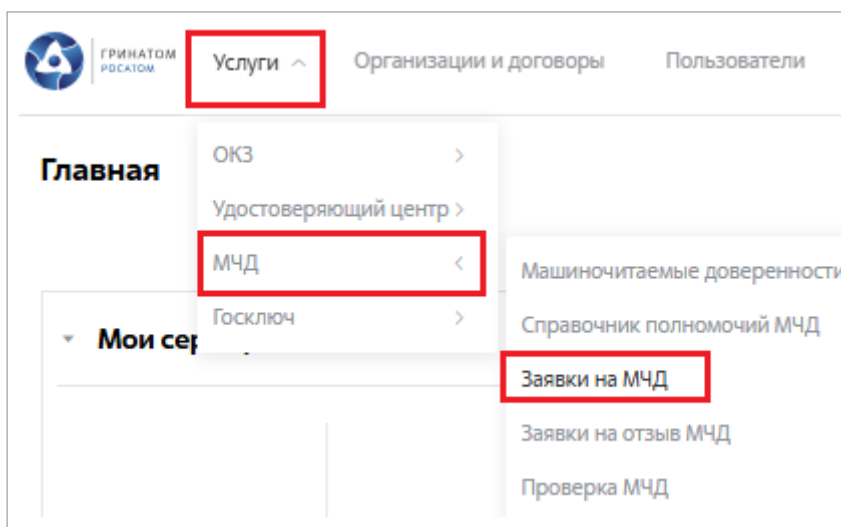 ГРИНАТОМ
РОСАТОМ
Услуги
Организации и договоры
Пользователи
Главная
ОКЗ
Удостоверяющий центр
МЧД
Госключ
Мои
Машиночитаемые доверенности
Справочник полномочий МЧД
Заявки на МЧД
Заявки на отзыв МЧД
Проверка МЧД